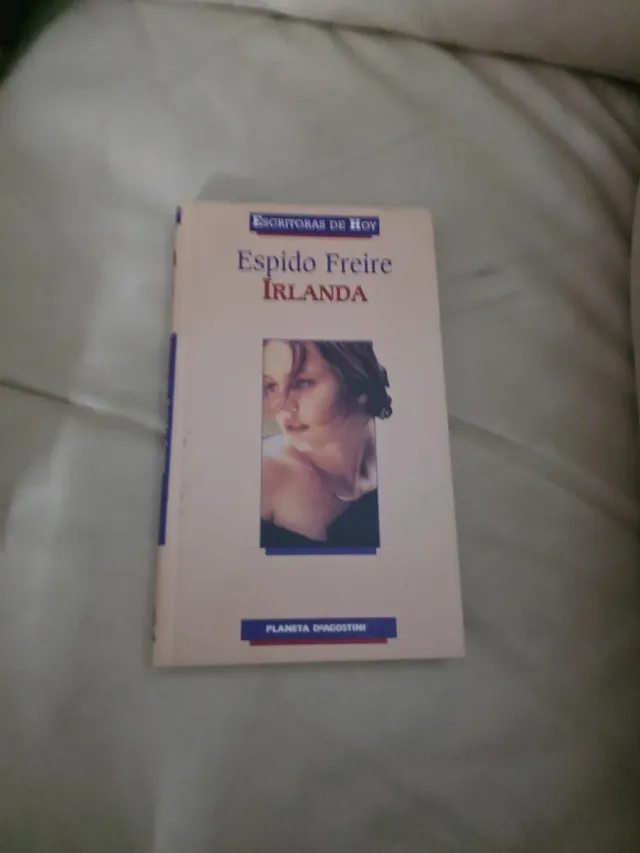 ESCRITORAS DE HOY
Espido Freire
IRLANDA
PLANETA DEAGOSTINI